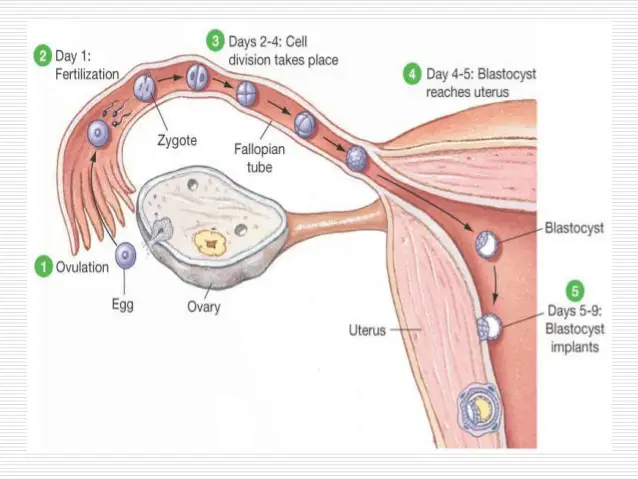 1 Ovulation
Egg
Ovary
2 Day 1:
Fertilization
Zygote
3 Days 2-4: Cell
division takes place
Fallopian
tube
4 Day 4-5: Blastocyst
reaches uterus
Blastocyst
5
Days 5-9:
Blastocyst
implants
Uterus